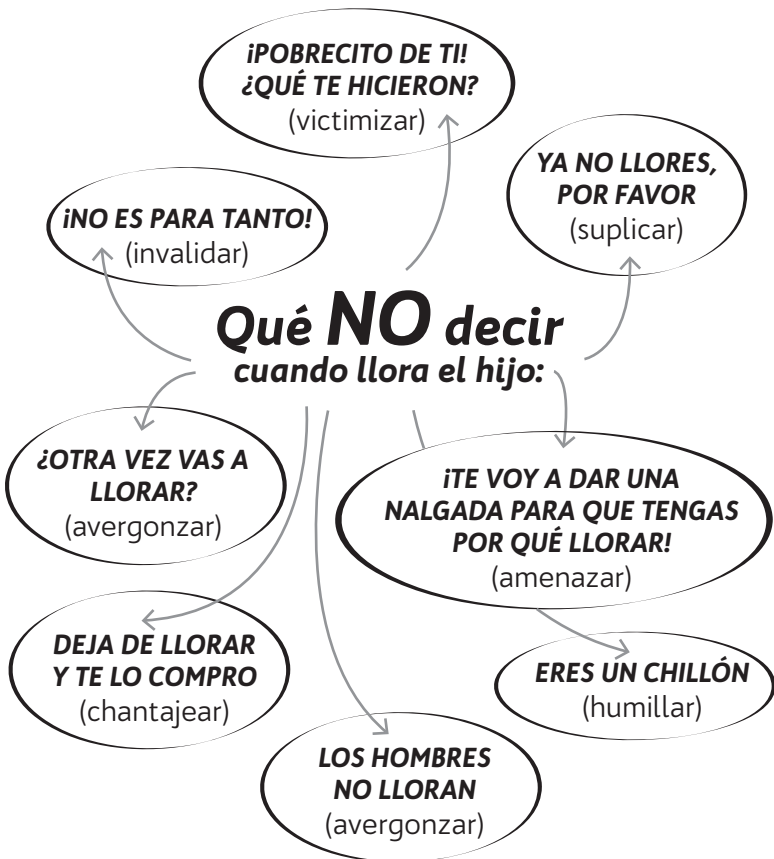 ¡POBRECITO DE TI!
¿QUÉ TE HICIERON?
(victimizar)
YA NO LLORES,
POR FAVOR
(suplicar)
¡NO ES PARA TANTO!
(invalidar)
Qué NO decir
cuando llora el hijo:
¿OTRA VEZ VAS A
LLORAR?
(avergonzar)
¡TE VOY A DAR UNA
NALGADA PARA QUE TENGAS
POR QUÉ LLORAR!
(amenazar)
DEJA DE LLORAR
Y TE LO COMPRO
(chantajear)
ERES UN CHILLÓN
(humillar)
LOS HOMBRES
NO LLORAN
(avergonzar)